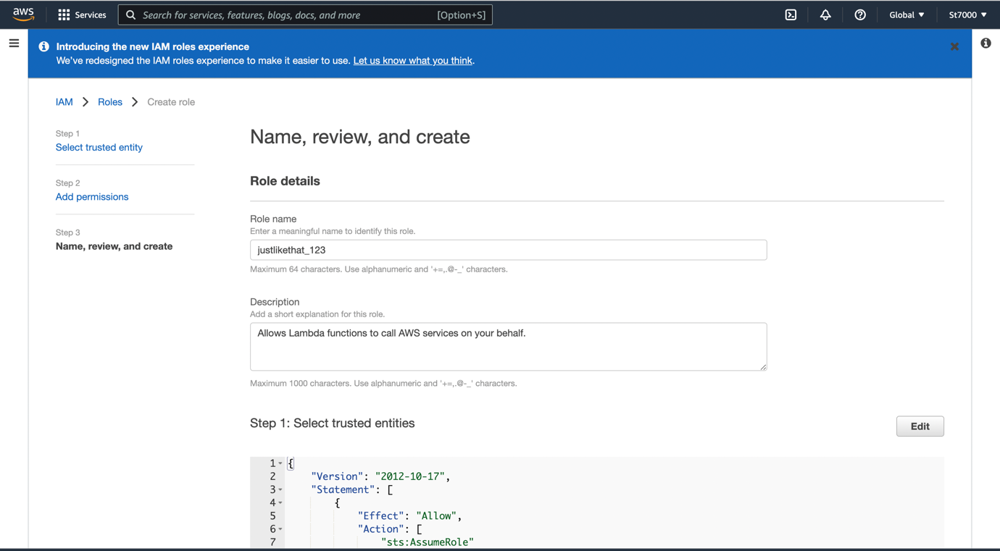 aws
Services
Search for services, features, blogs, docs, and more
[Option+S]
Global
St7000
Introducing the new IAM roles experience
We've redesigned the IAM roles experience to make it easier to use. Let us know what you think.
IAM
Roles
Create role
Step 1
Select trusted entity
Step 2
Add permissions
Step 3
Name, review, and create
Name, review, and create
Role details
Role name
Enter a meaningful name to identify this role.
justlikethat_123
Maximum 64 characters. Use alphanumeric and '+=,.@-_' characters.
Description
Add a short explanation for this role.
Allows Lambda functions to call AWS services on your behalf.
Maximum 1000 characters. Use alphanumeric and '+=,.@-_' characters.
Step 1: Select trusted entities
Edit
1 {
2 "Version": "2012-10-17",
3 "Statement": [
4 {
5 "Effect": "Allow",
6 "Action": [
7 "sts:AssumeRole"